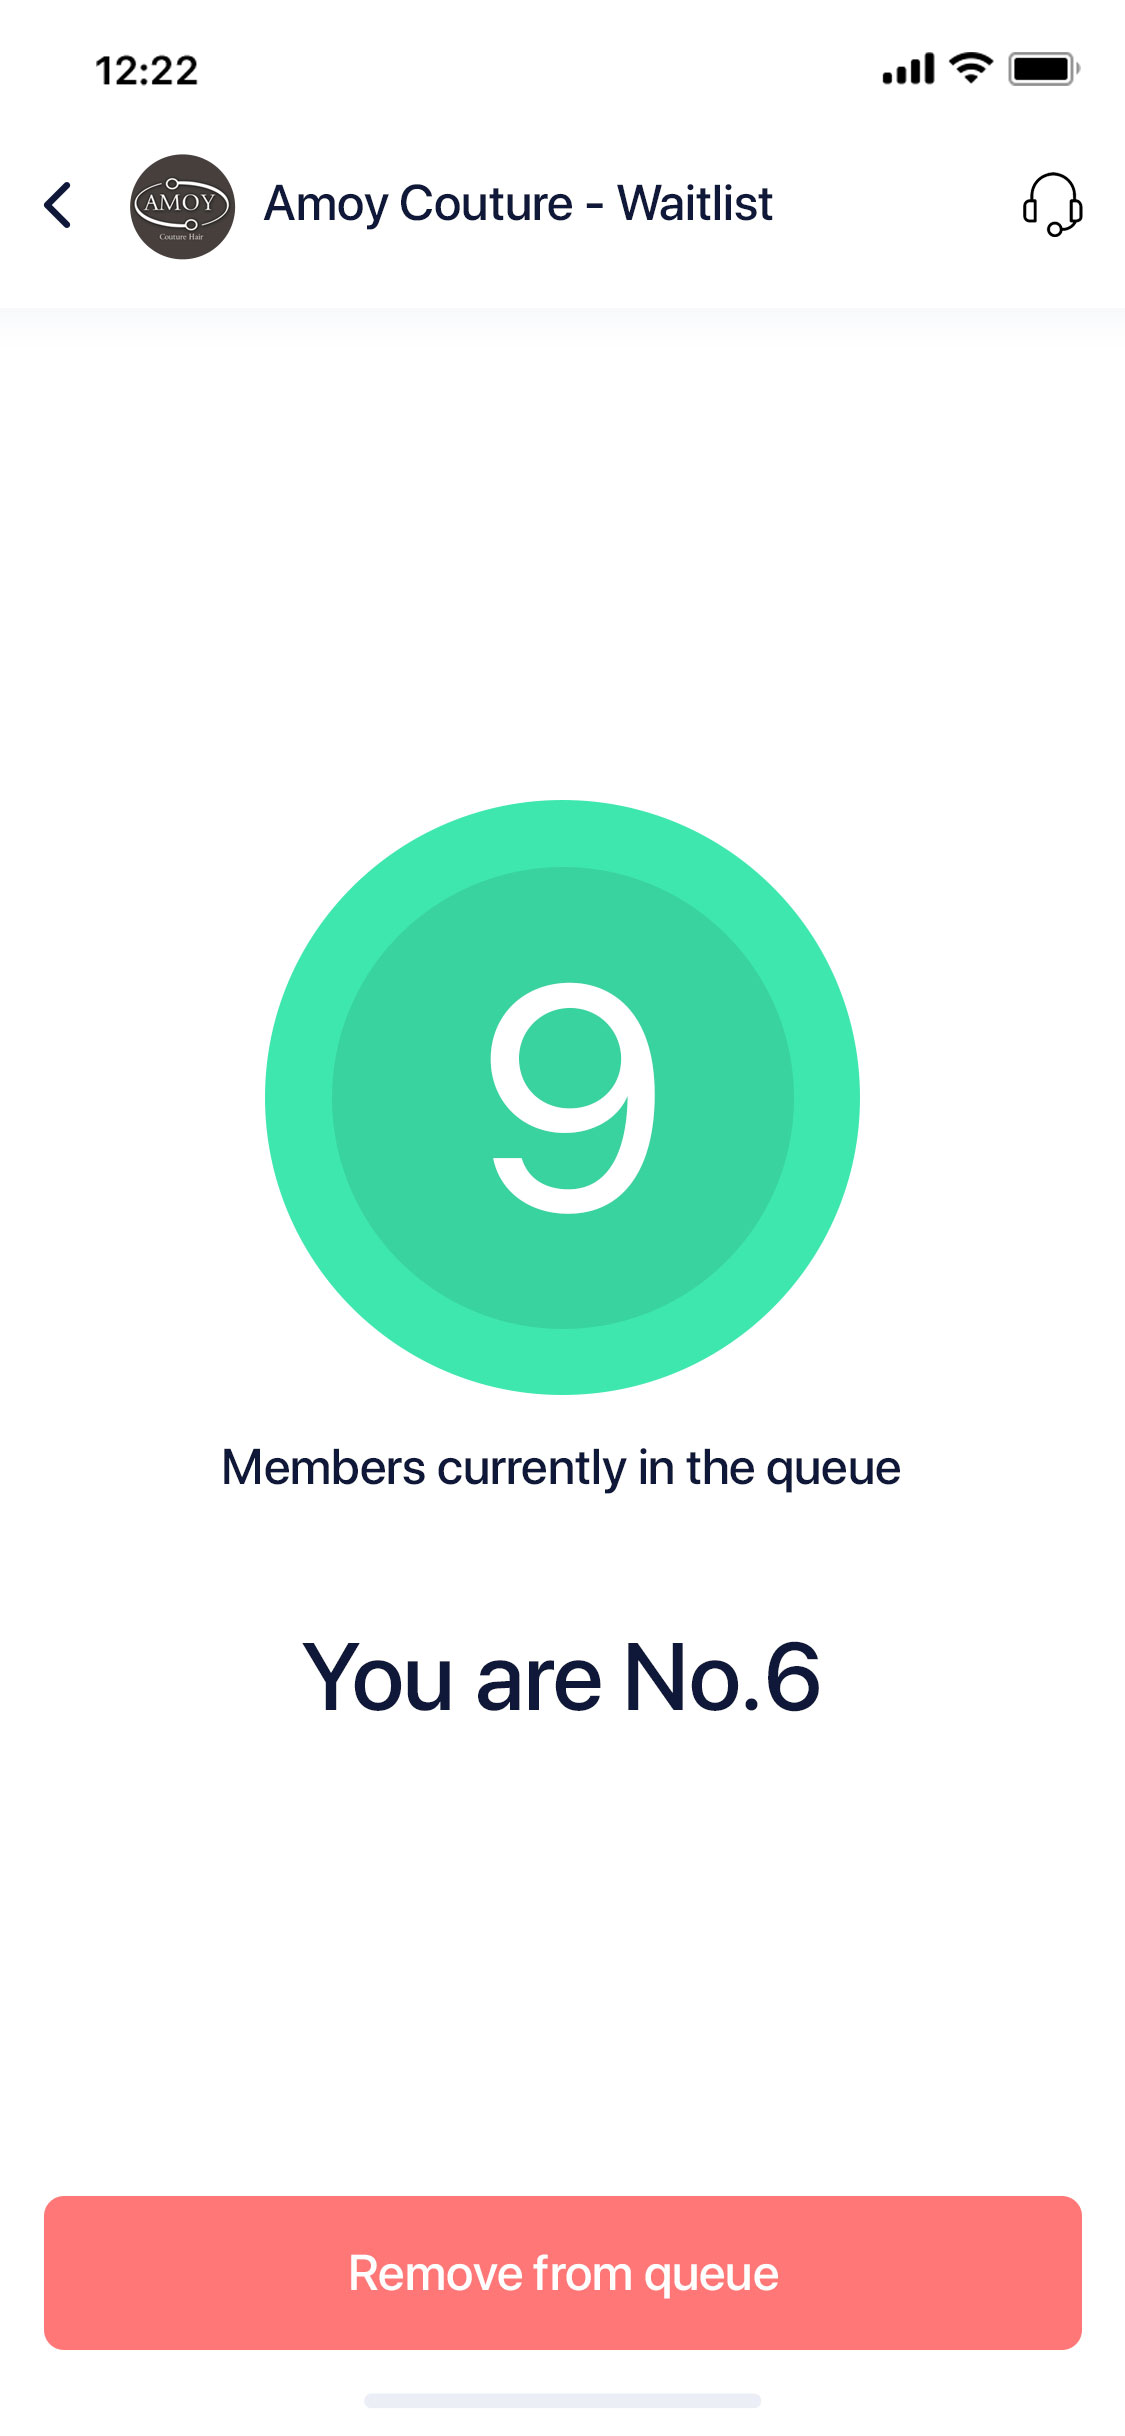 12:22
AMOY
Couture Hair
Amoy Couture - Waitlist
9
Members currently in the queue
You are No.6
Remove from queue